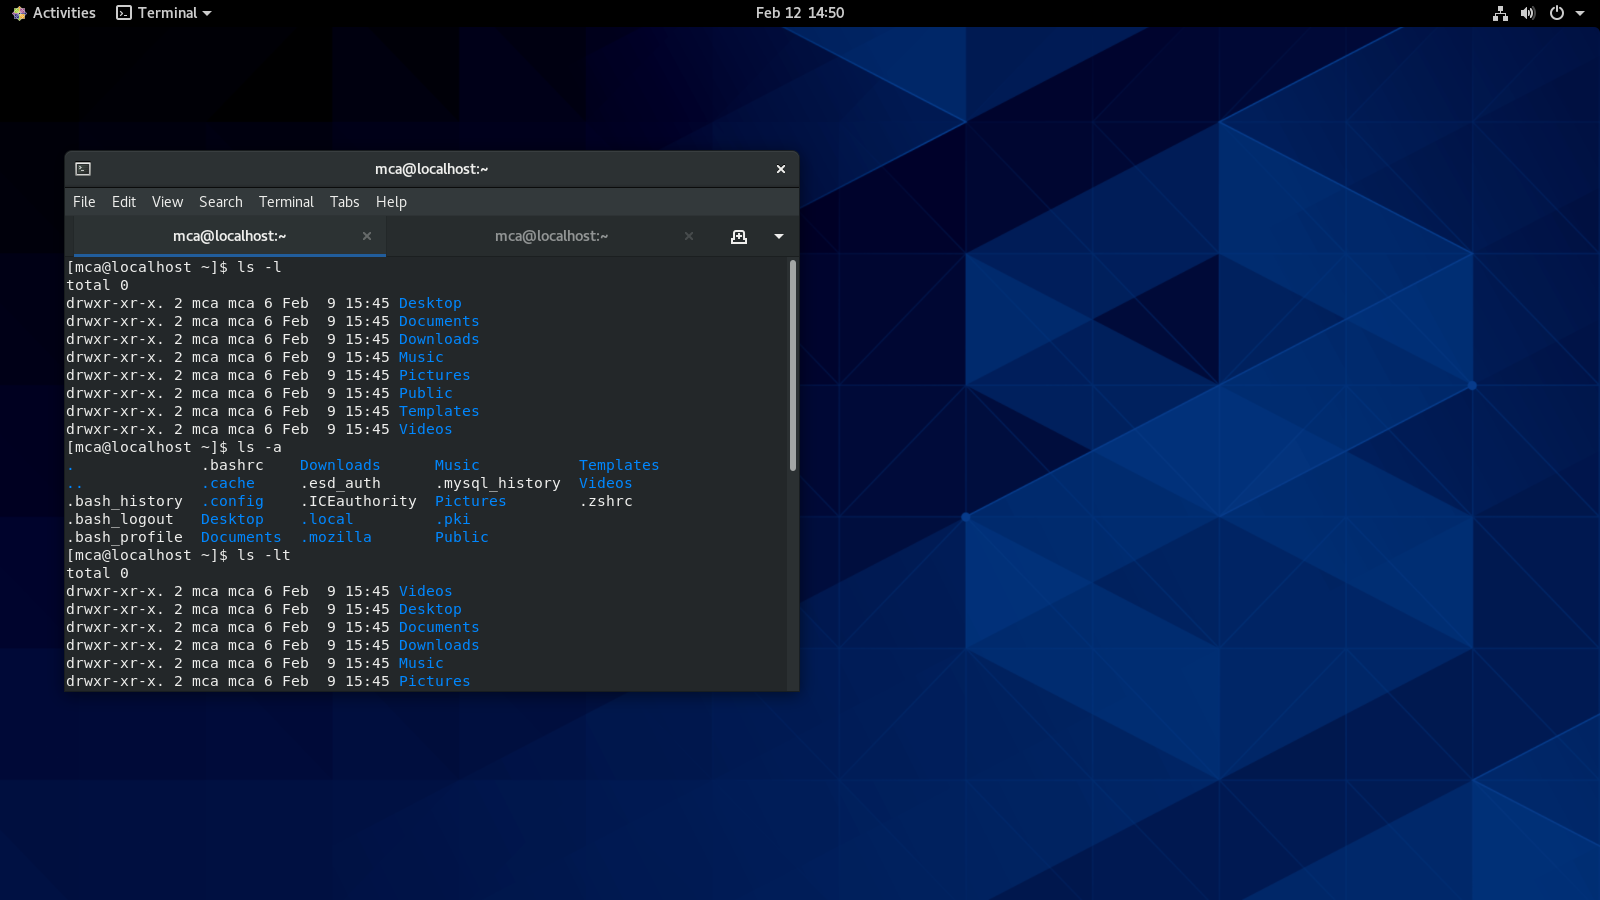 Activities Terminal Feb 12 14:50
mca@localhost:~
File Edit View Search Terminal Tabs Help
mca@localhost:~ mca@localhost:~
[mca@localhost ~]$ ls -l
total 0
drwxr-xr-x. 2 mca mca 6 Feb  9 15:45 Desktop
drwxr-xr-x. 2 mca mca 6 Feb  9 15:45 Documents
drwxr-xr-x. 2 mca mca 6 Feb  9 15:45 Downloads
drwxr-xr-x. 2 mca mca 6 Feb  9 15:45 Music
drwxr-xr-x. 2 mca mca 6 Feb  9 15:45 Pictures
drwxr-xr-x. 2 mca mca 6 Feb  9 15:45 Public
drwxr-xr-x. 2 mca mca 6 Feb  9 15:45 Templates
drwxr-xr-x. 2 mca mca 6 Feb  9 15:45 Videos
[mca@localhost ~]$ ls -a
.              .bashrc    Downloads      Music           Templates
..             .cache     .esd_auth      .mysql_history  Videos
.bash_history  .config    .ICEauthority  Pictures        .zshrc
.bash_logout   Desktop    .local         .pki
.bash_profile  Documents  .mozilla       Public
[mca@localhost ~]$ ls -lt
total 0
drwxr-xr-x. 2 mca mca 6 Feb  9 15:45 Videos
drwxr-xr-x. 2 mca mca 6 Feb  9 15:45 Desktop
drwxr-xr-x. 2 mca mca 6 Feb  9 15:45 Documents
drwxr-xr-x. 2 mca mca 6 Feb  9 15:45 Downloads
drwxr-xr-x. 2 mca mca 6 Feb  9 15:45 Music
drwxr-xr-x. 2 mca mca 6 Feb  9 15:45 Pictures